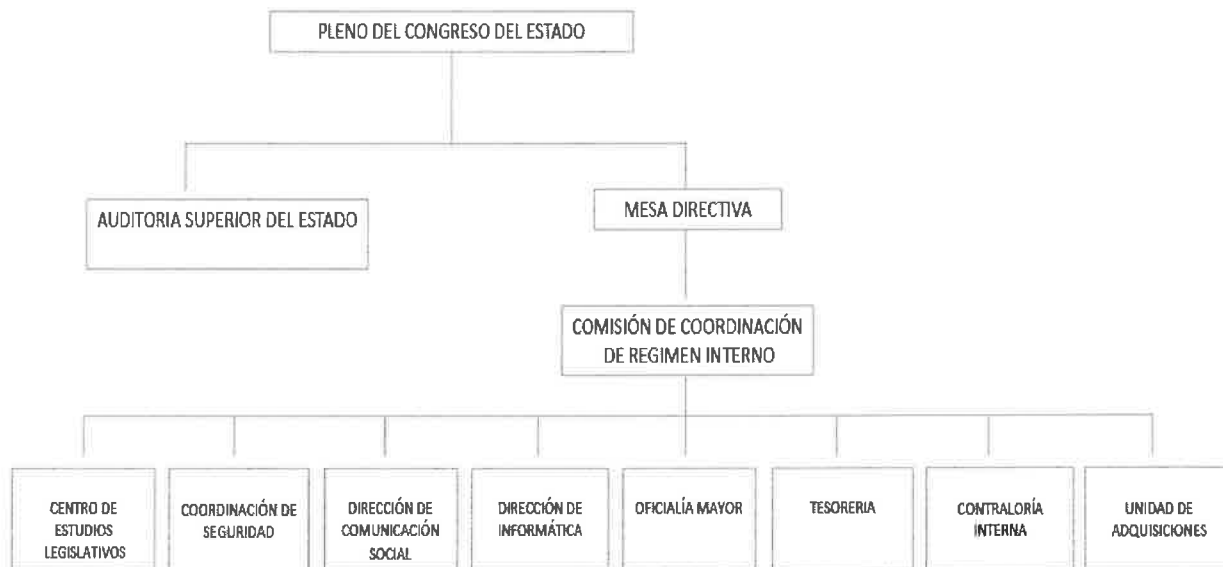 PLENO DEL CONGRESO DEL ESTADO
AUDITORIA SUPERIOR DEL ESTADO
MESA DIRECTIVA
COMISIÓN DE COORDINACIÓN
DE REGIMEN INTERNO
CENTRO DE
ESTUDIOS
LEGISLATIVOS
COORDINACIÓN DE
SEGURIDAD
DIRECCIÓN DE
COMUNICACIÓN
SOCIAL
DIRECCIÓN DE
INFORMÁTICA
OFICIALÍA MAYOR
TESORERIA
CONTRALORÍA
INTERNA
UNIDAD DE
ADQUISICIONES